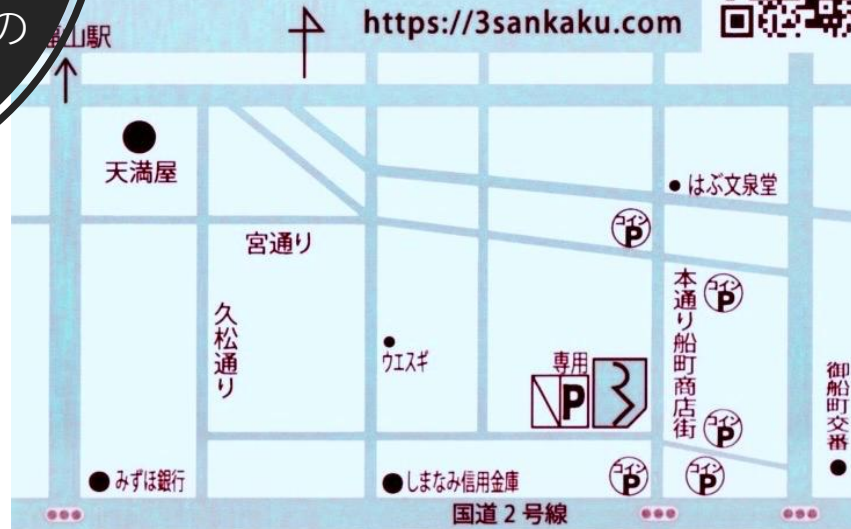 の
福山駅
https://3sankaku.com
天満屋
はぶ文泉堂
宮通り
コイン
P
久松通り
本通り船町商店街
コイン
P
ウエスギ
専用
P
御船町交番
コイン
P
みずほ銀行
しまなみ信用金庫
コイン
P
コイン
P
国道2号線